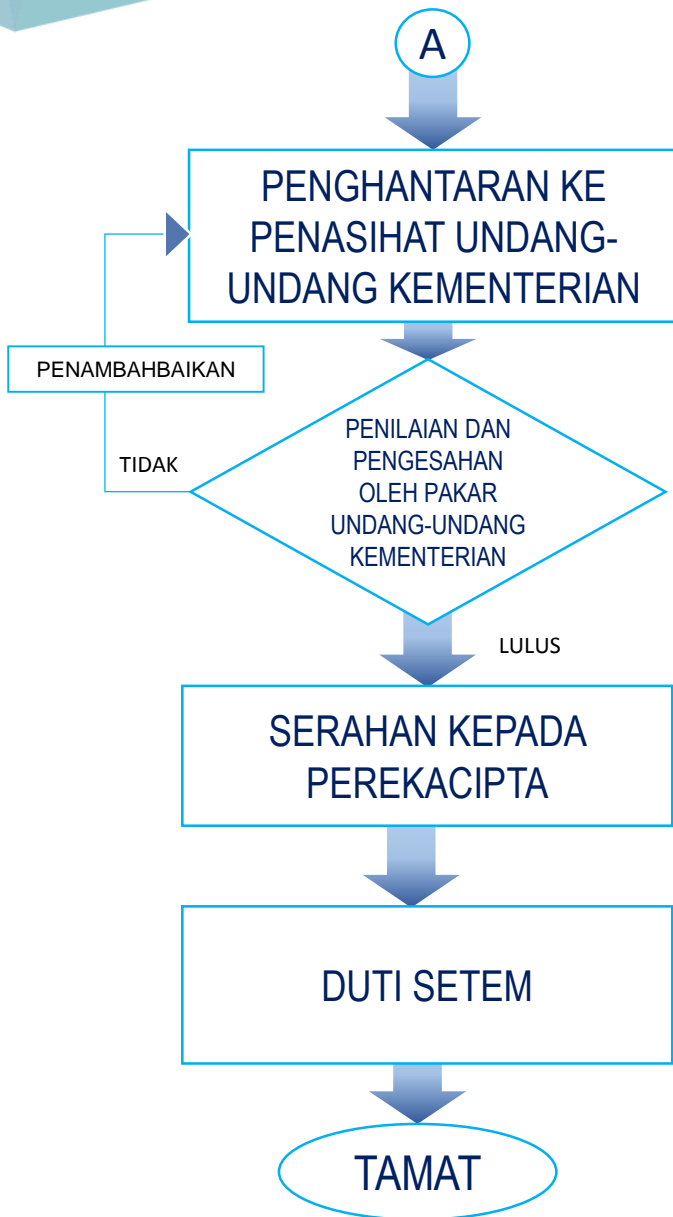 A
PENGHANTARAN KE
PENASIHAT UNDANG-
UNDANG KEMENTERIAN
PENAMBAHBAIKAN
PENILAIAN DAN
PENGESAHAN
OLEH PAKAR
UNDANG-UNDANG
KEMENTERIAN
TIDAK
LULUS
SERAHAN KEPADA
PEREKACIPTA
DUTI SETEM
TAMAT